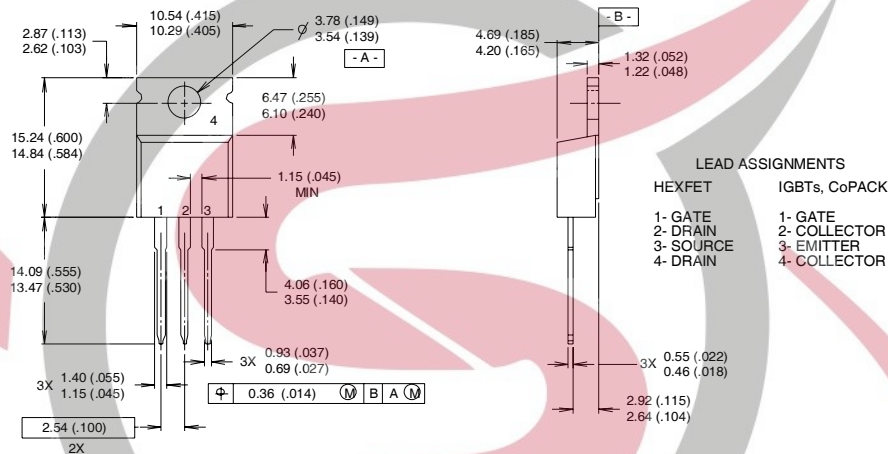 10.54 (.415)
10.29 (.405)
2.87 (.113)
2.62 (.103)
Ø 3.78 (.149)
3.54 (.139)
- A -
6.47 (.255)
6.10 (.240)
4
15.24 (.600)
14.84 (.584)
1.15 (.045)
MIN
1 2 3
14.09 (.555)
13.47 (.530)
4.06 (.160)
3.55 (.140)
3X 0.93 (.037)
0.69 (.027)
3X 1.40 (.055)
1.15 (.045)
⌖ 0.36 (.014) Ⓜ B A Ⓜ
2.54 (.100)
2X
- B -
4.69 (.185)
4.20 (.165)
1.32 (.052)
1.22 (.048)
3X 0.55 (.022)
0.46 (.018)
2.92 (.115)
2.64 (.104)
LEAD ASSIGNMENTS
HEXFET
1- GATE
2- DRAIN
3- SOURCE
4- DRAIN
IGBTs, CoPACK
1- GATE
2- COLLECTOR
3- EMITTER
4- COLLECTOR